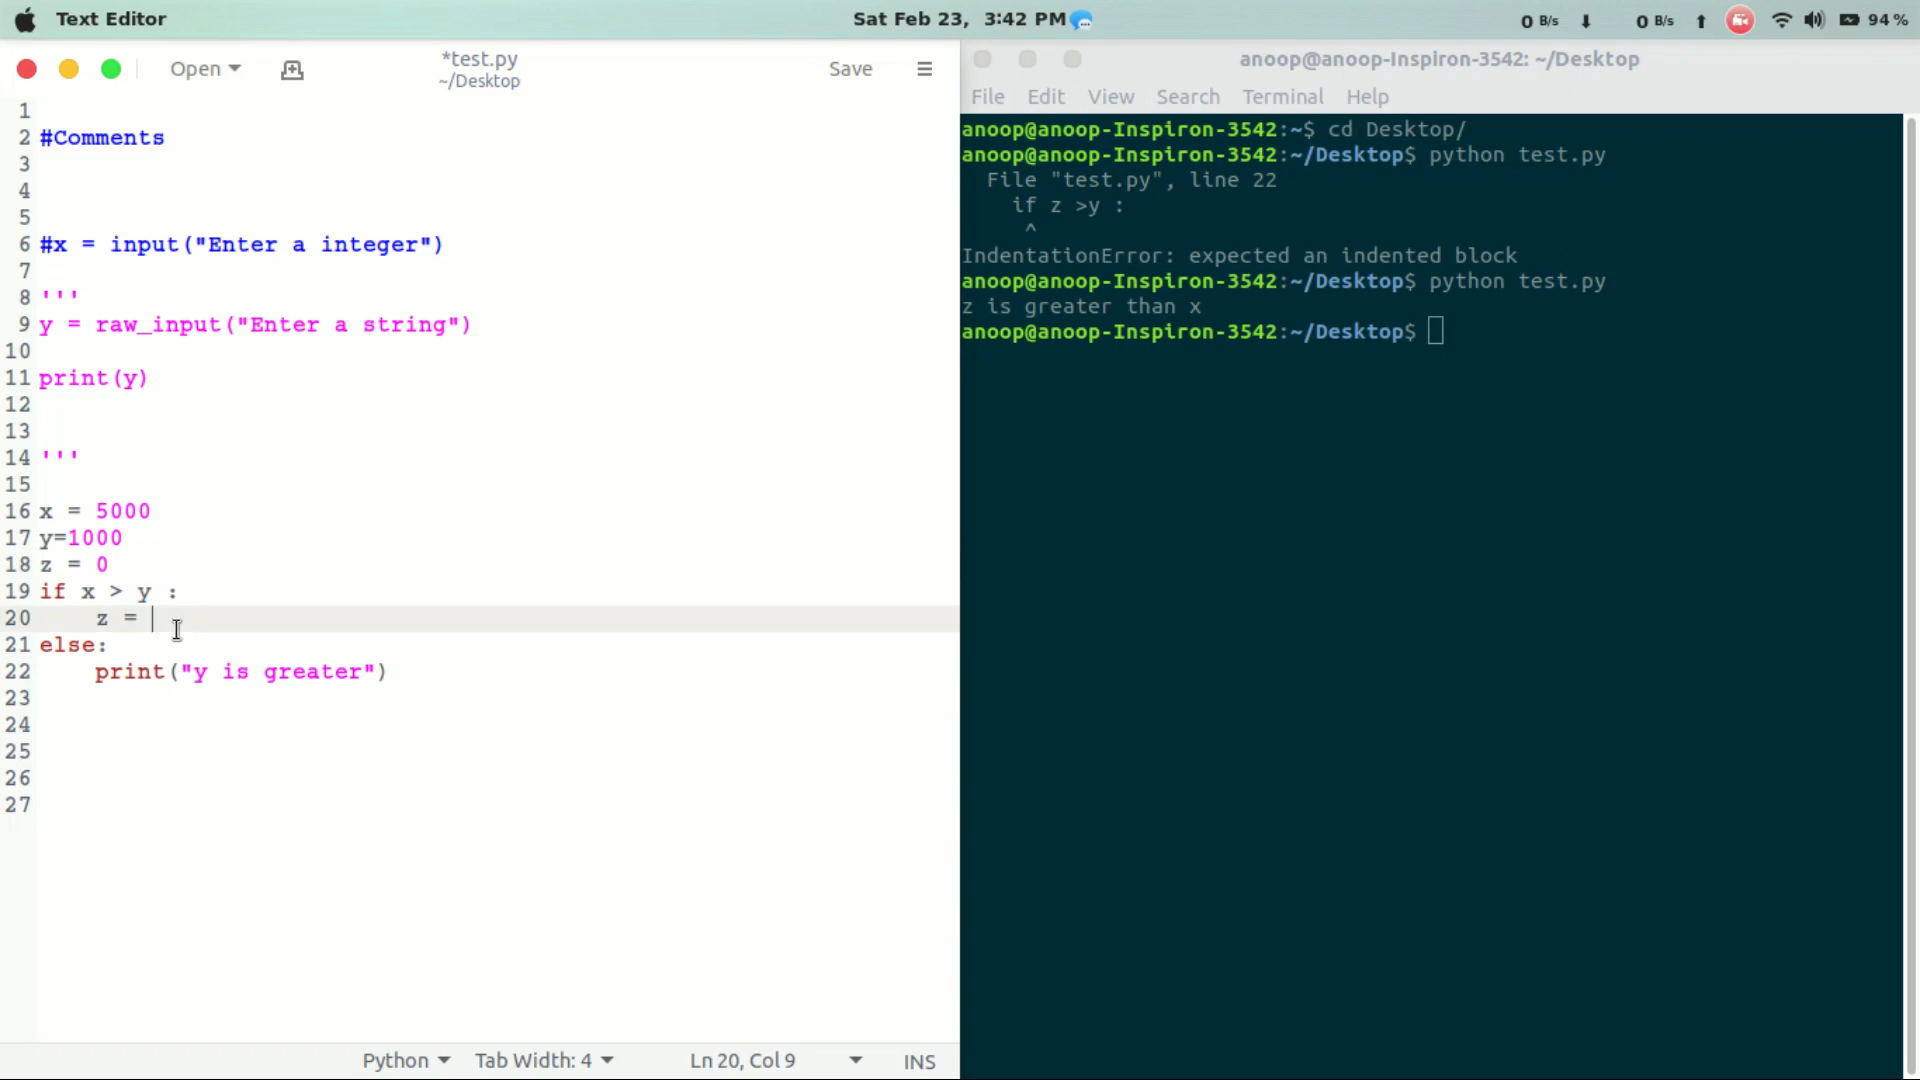 Text Editor
Sat Feb 23, 3:42 PM
0 B/s 0 B/s 94 %
Open
*test.py
~/Desktop
Save
1
2 #Comments
3
4
5
6 #x = input("Enter a integer")
7
8 '''
9 y = raw_input("Enter a string")
10
11 print(y)
12
13
14 '''
15
16 x = 5000
17 y=1000
18 z = 0
19 if x > y :
20 z =
21 else:
22 print("y is greater")
23
24
25
26
27
Python Tab Width: 4 Ln 20, Col 9 INS
anoop@anoop-Inspiron-3542: ~/Desktop
File Edit View Search Terminal Help
anoop@anoop-Inspiron-3542:~$ cd Desktop/
anoop@anoop-Inspiron-3542:~/Desktop$ python test.py
File "test.py", line 22
if z >y :
^
IndentationError: expected an indented block
anoop@anoop-Inspiron-3542:~/Desktop$ python test.py
z is greater than x
anoop@anoop-Inspiron-3542:~/Desktop$